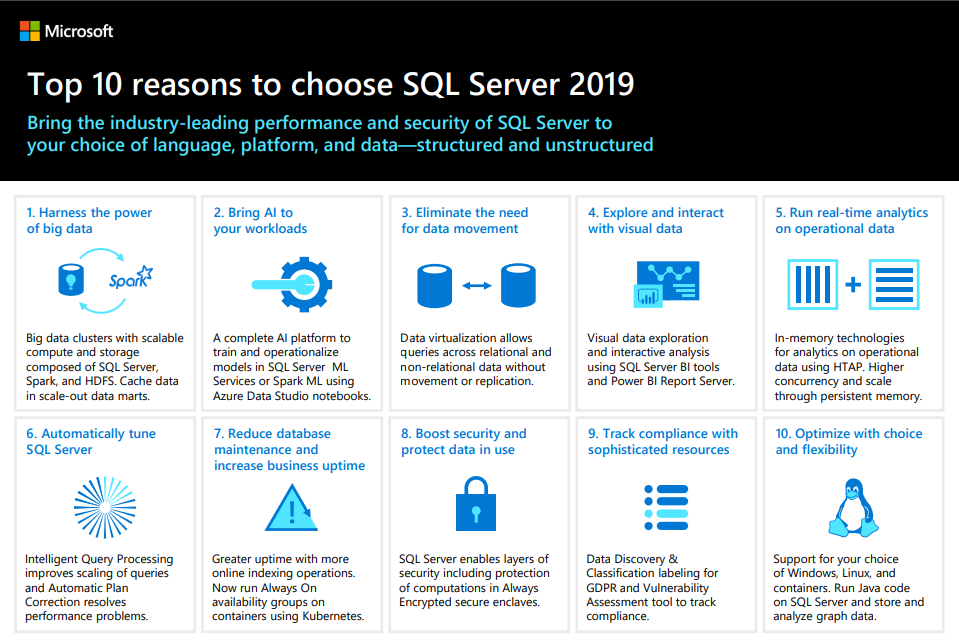 Microsoft
Top 10 reasons to choose SQL Server 2019
Bring the industry-leading performance and security of SQL Server to
your choice of language, platform, and data—structured and unstructured
1. Harness the power
of big data
Spark
Big data clusters with scalable
compute and storage
composed of SQL Server,
Spark, and HDFS. Cache data
in scale-out data marts.
2. Bring AI to
your workloads
A complete AI platform to
train and operationalize
models in SQL Server ML
Services or Spark ML using
Azure Data Studio notebooks.
3. Eliminate the need
for data movement
Data virtualization allows
queries across relational and
non-relational data without
movement or replication.
4. Explore and interact
with visual data
Visual data exploration
and interactive analysis
using SQL Server BI tools
and Power BI Report Server.
5. Run real-time analytics
on operational data
In-memory technologies
for analytics on operational
data using HTAP. Higher
concurrency and scale
through persistent memory.
6. Automatically tune
SQL Server
Intelligent Query Processing
improves scaling of queries
and Automatic Plan
Correction resolves
performance problems.
7. Reduce database
maintenance and
increase business uptime
Greater uptime with more
online indexing operations.
Now run Always On
availability groups on
containers using Kubernetes.
8. Boost security and
protect data in use
SQL Server enables layers of
security including protection
of computations in Always
Encrypted secure enclaves.
9. Track compliance with
sophisticated resources
Data Discovery &
Classification labeling for
GDPR and Vulnerability
Assessment tool to track
compliance.
10. Optimize with choice
and flexibility
Support for your choice
of Windows, Linux, and
containers. Run Java code
on SQL Server and store and
analyze graph data.